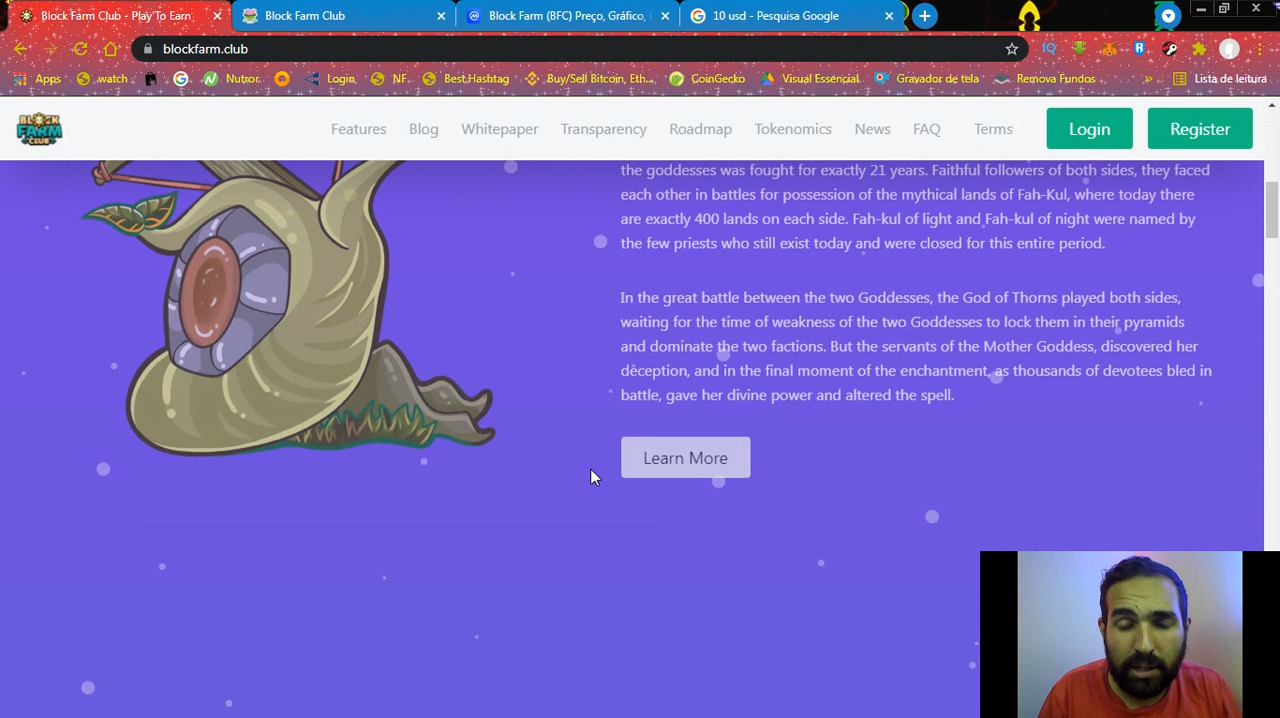 Block Farm Club - Play To Earn
Block Farm Club
Block Farm (BFC) Preço, Gráfico,
10 usd - Pesquisa Google
blockfarm.club
Apps
watch
Nutror
Login
NF.
Best.Hashtag
Buy/Sell Bitcoin, Eth...
CoinGecko
Visual Essencial
Gravador de tela
Remova Fundos
»
Lista de leitura
BLOCK FARM CLUB
Features
Blog
Whitepaper
Transparency
Roadmap
Tokenomics
News
FAQ
Terms
Login
Register
the goddesses was fought for exactly 21 years. Faithful followers of both sides, they faced
each other in battles for possession of the mythical lands of Fah-Kul, where today there
are exactly 400 lands on each side. Fah-kul of light and Fah-kul of night were named by
the few priests who still exist today and were closed for this entire period.
In the great battle between the two Goddesses, the God of Thorns played both sides,
waiting for the time of weakness of the two Goddesses to lock them in their pyramids
and dominate the two factions. But the servants of the Mother Goddess, discovered her
deception, and in the final moment of the enchantment, as thousands of devotees bled in
battle, gave her divine power and altered the spell.
Learn More